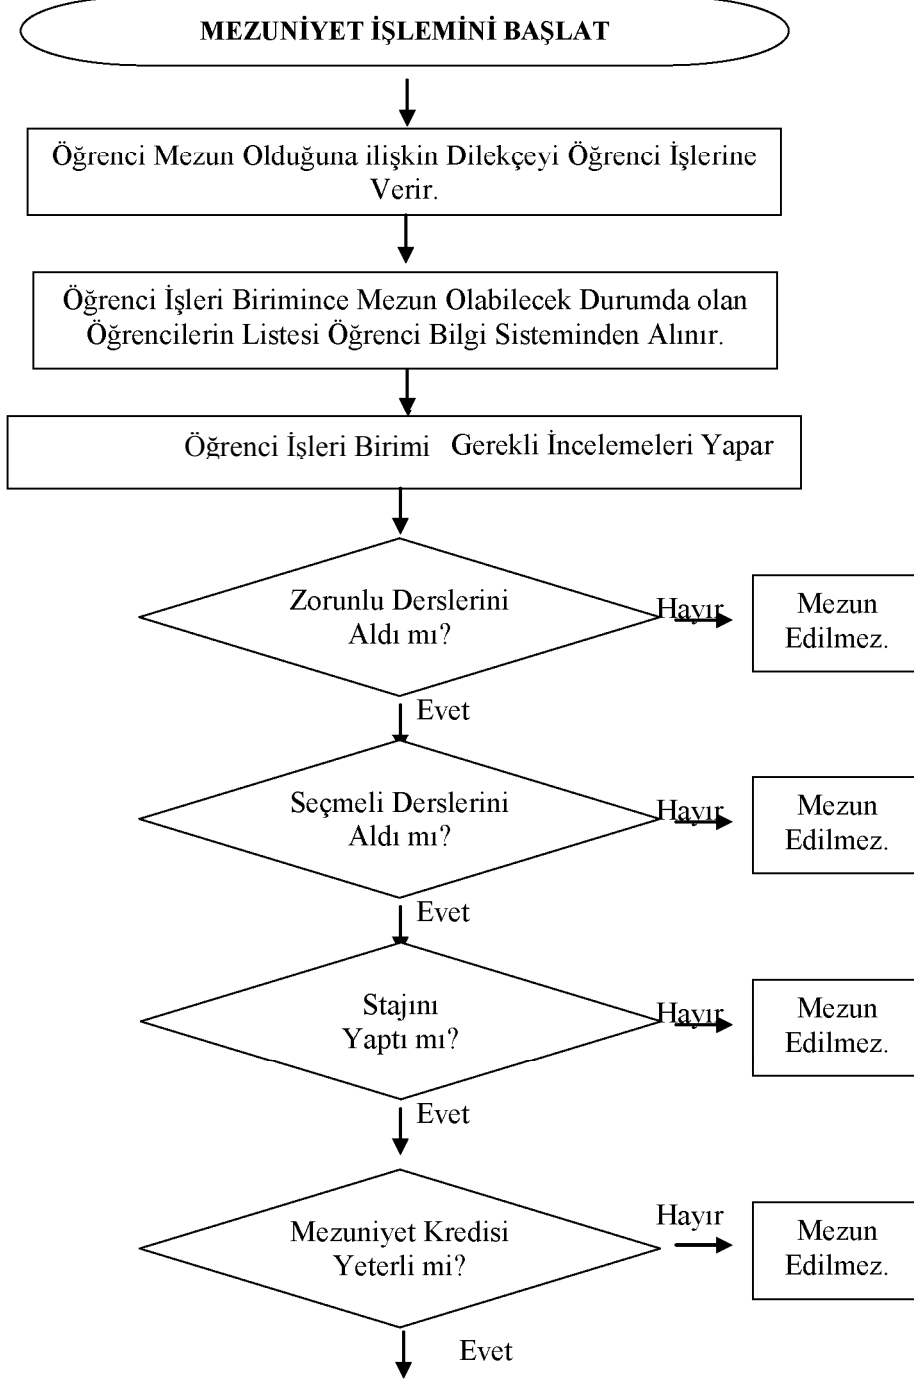 MEZUNİYET İŞLEMİNİ BAŞLAT
Öğrenci Mezun Olduğuna ilişkin Dilekçeyi Öğrenci İşlerine
Verir.
Öğrenci İşleri Birimince Mezun Olabilecek Durumda olan
Öğrencilerin Listesi Öğrenci Bilgi Sisteminden Alınır.
Öğrenci İşleri Birimi Gerekli İncelemeleri Yapar
Zorunlu Derslerini
Aldı mı?
Hayır
Mezun
Edilmez.
Evet
Seçmeli Derslerini
Aldı mı?
Hayır
Mezun
Edilmez.
Evet
Stajını
Yaptı mı?
Hayır
Mezun
Edilmez.
Evet
Mezuniyet Kredisi
Yeterli mi?
Hayır
Mezun
Edilmez.
Evet